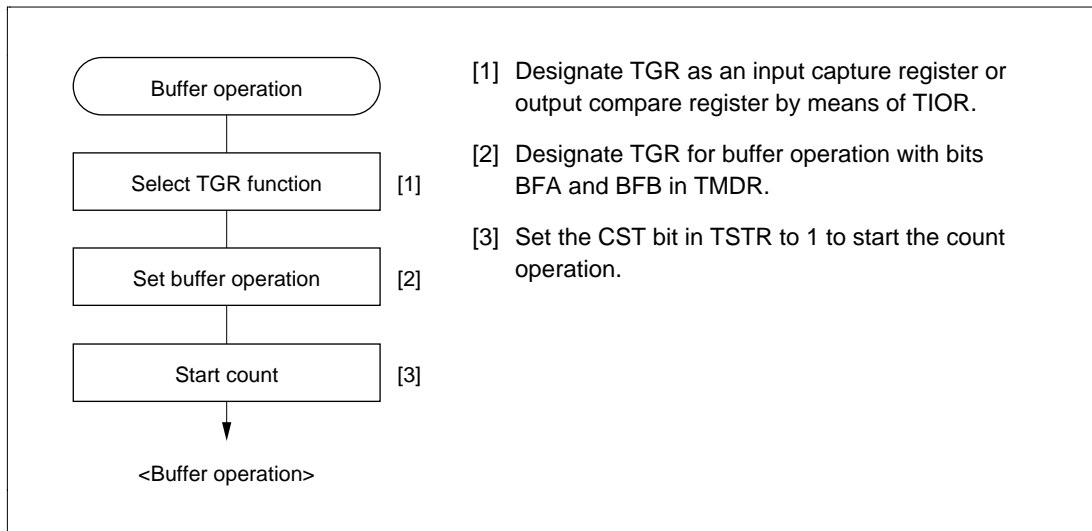 Buffer operation
Select TGR function
[1]
Set buffer operation
[2]
Start count
[3]
<Buffer operation>
[1] Designate TGR as an input capture register or
output compare register by means of TIOR.
[2] Designate TGR for buffer operation with bits
BFA and BFB in TMDR.
[3] Set the CST bit in TSTR to 1 to start the count
operation.